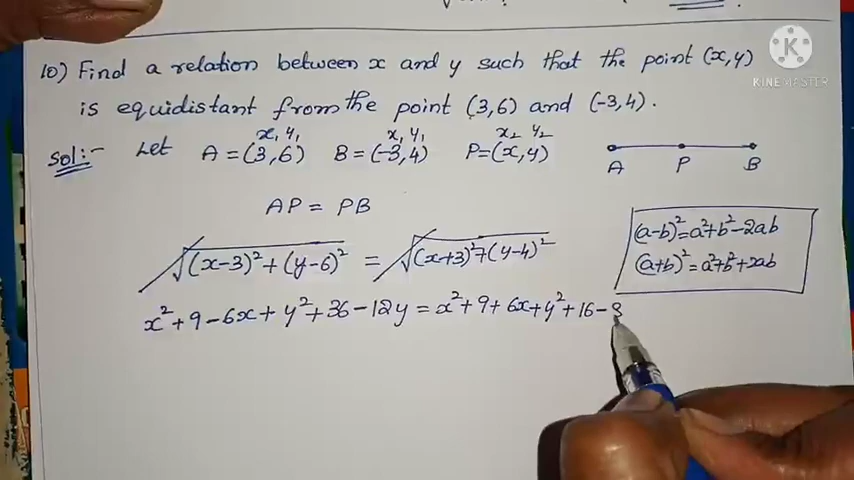 10) Find a relation between x and y such that the point (x,y)
is equidistant from the point (3,6) and (-3,4).
x₁ y₁ x₁ y₁ x₂ y₂
Sol:- Let A = (3,6) B = (-3,4) P = (x,y)
A P B
AP = PB
√(x-3)²+(y-6)² = √(x+3)²+(y-4)²
(a-b)²=a²+b²-2ab
(a+b)²=a²+b²+2ab
x²+9-6x+y²+36-12y = x²+9+6x+y²+16-8
K
KINEMASTER